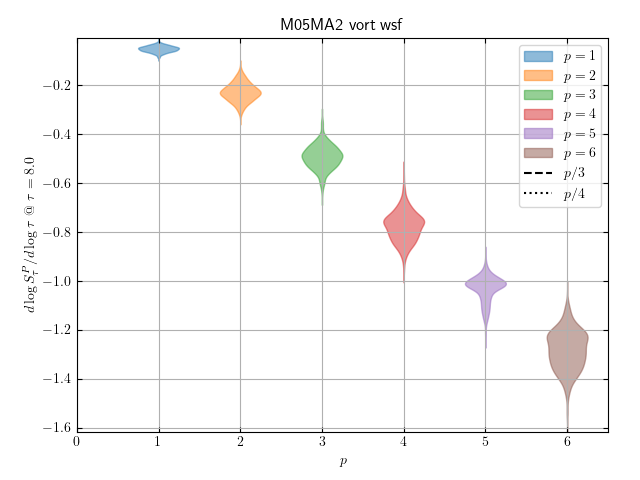 M05MA2 vort wsf
d log S_τ^P / d log τ @ τ = 8.0
−0.2
−0.4
−0.6
−0.8
−1.0
−1.2
−1.4
−1.6
0 1 2 3 4 5 6
p
p = 1
p = 2
p = 3
p = 4
p = 5
p = 6
p/3
p/4